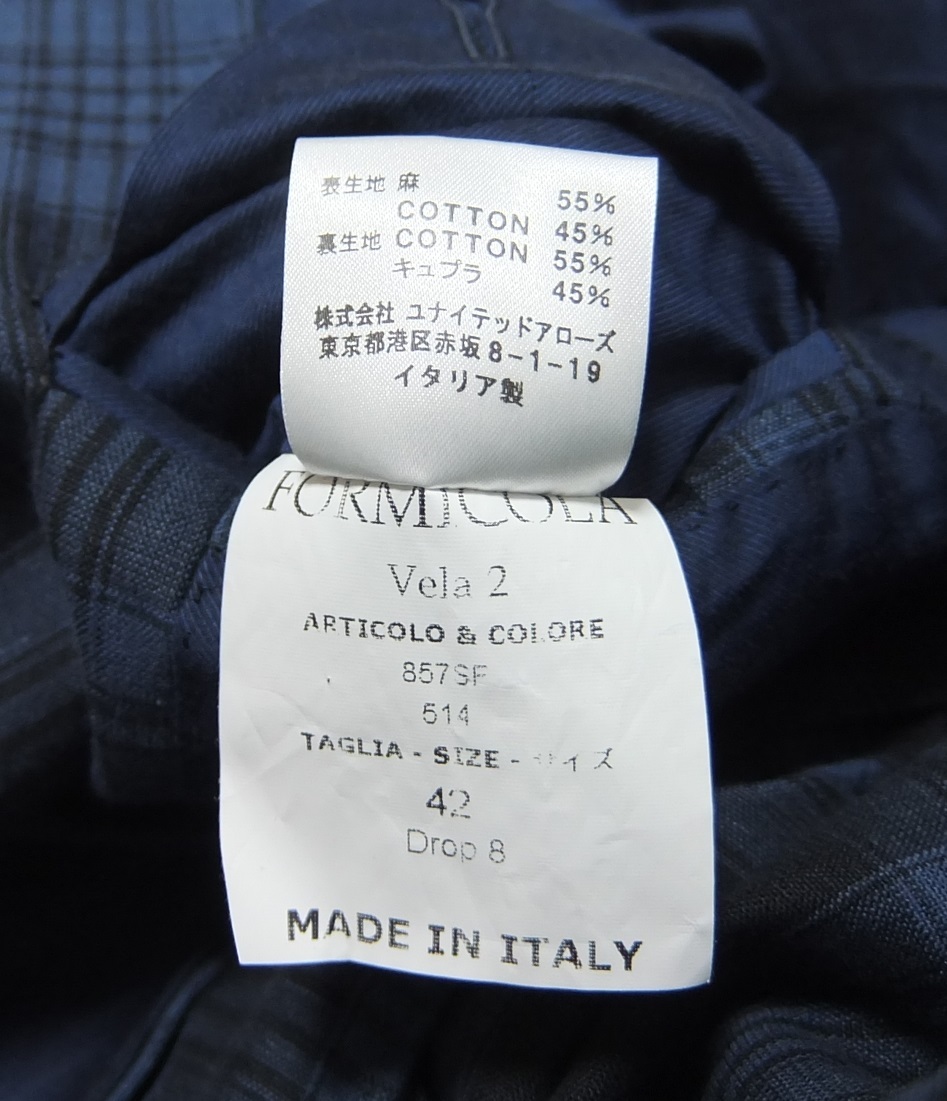 表生地 麻 55%
COTTON 45%
裏生地 COTTON 55%
キュプラ 45%
株式会社 ユナイテッドアローズ
東京都港区赤坂8-1-19
イタリア製
FORMICOLA
Vela 2
ARTICOLO & COLORE
857SF
514
TAGLIA - SIZE - サイズ
42
Drop 8
MADE IN ITALY